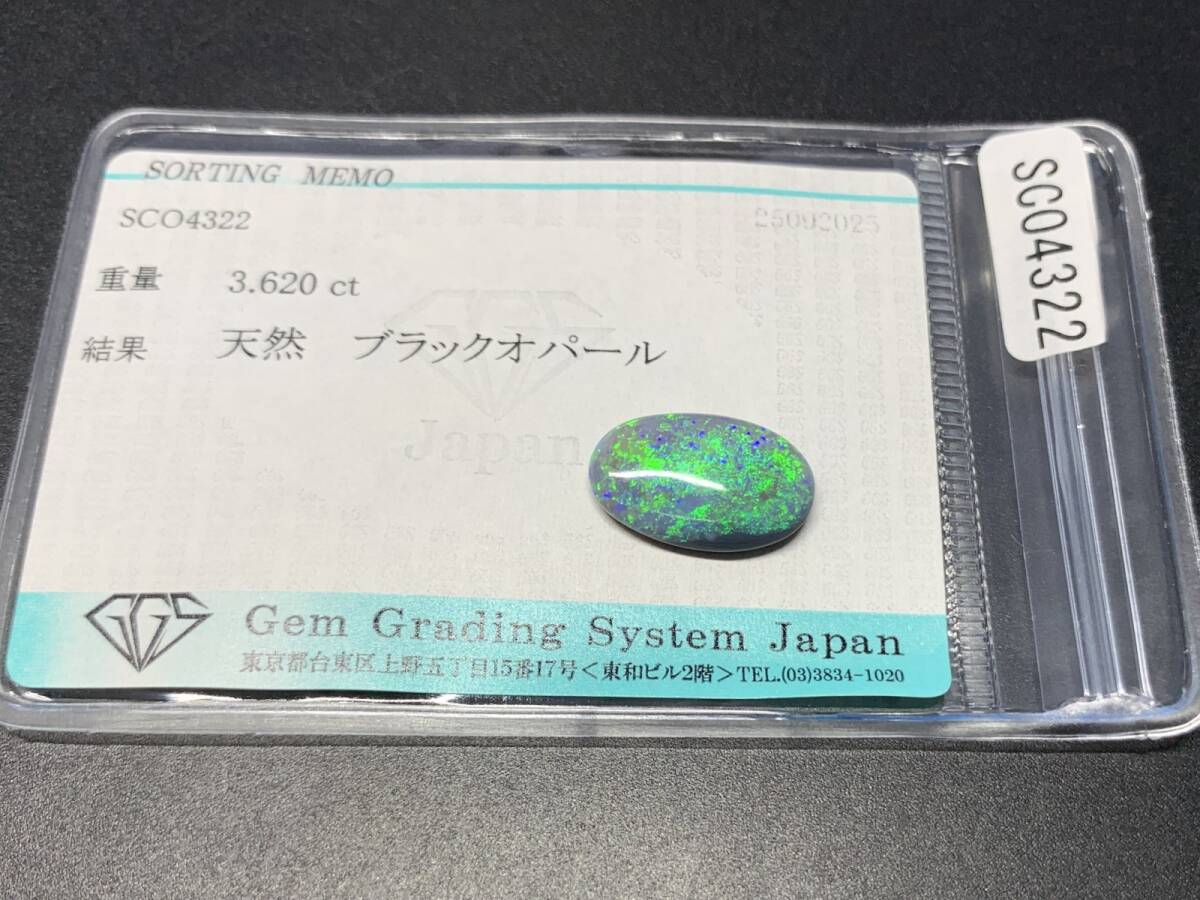 SORTING MEMO
SCO4322 25092025
重量 3.620 ct
結果 天然 ブラックオパール
Japan
GGS
Gem Grading System Japan
東京都台東区上野五丁目15番17号<東和ビル2階>TEL.(03)3834-1020
SCO4322